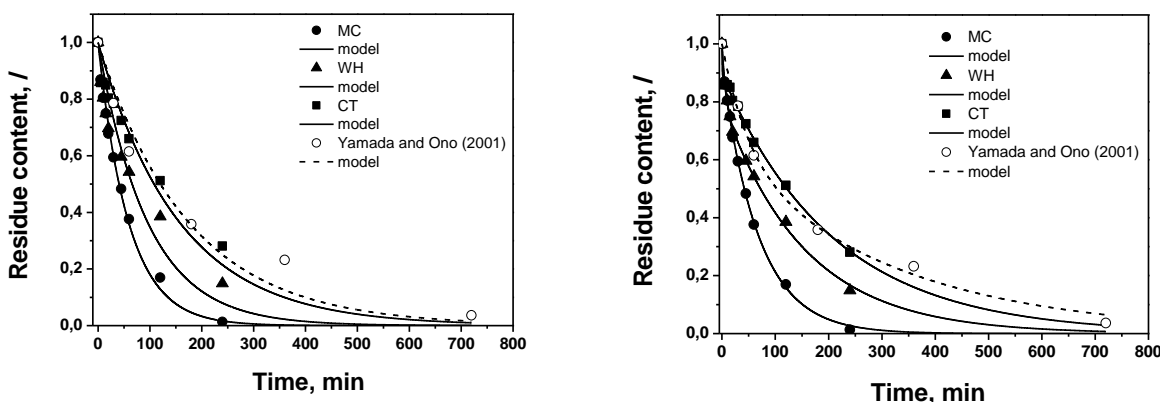 MC
model
WH
model
CT
model
Yamada and Ono (2001)
model
1,0
0,8
0,6
0,4
0,2
0,0
Residue content, /
0 100 200 300 400 500 600 700 800
Time, min
MC
model
WH
model
CT
model
Yamada and Ono (2001)
model
1,0
0,8
0,6
0,4
0,2
0,0
Residue content, /
0 100 200 300 400 500 600 700 800
Time, min